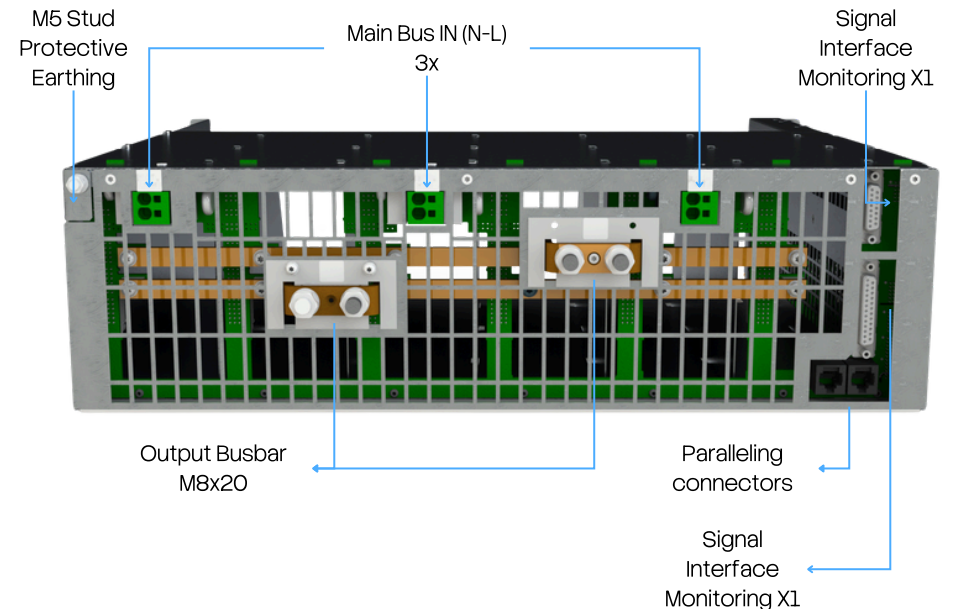 M5 Stud
Protective
Earthing
Main Bus IN (N-L)
3x
Signal
Interface
Monitoring X1
Output Busbar
M8x20
Paralleling
connectors
Signal
Interface
Monitoring X1